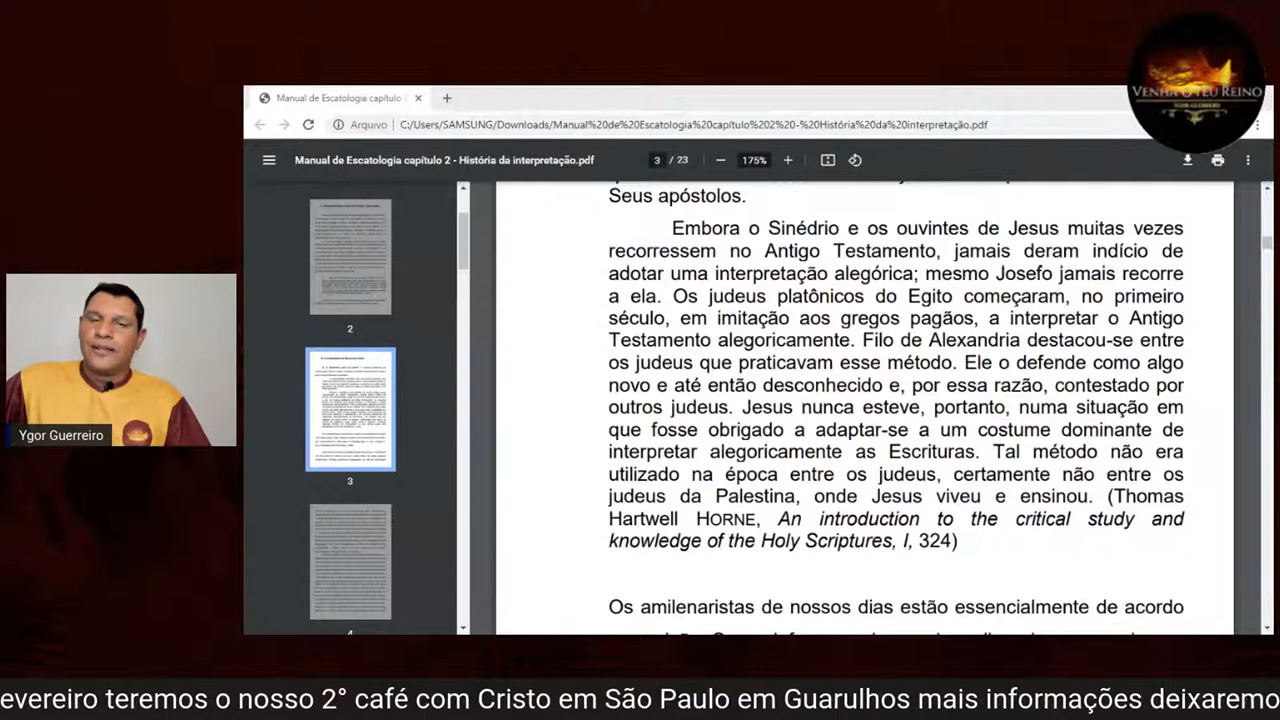 VENHA O TEU REINO
Manual de Escatologia capítulo 2
Arquivo
C:/Users/SAMSUNG/Downloads/Manual%20de%20Escatologia%20capítulo%202%20-%20História%20da%20interpretação.pdf
Manual de Escatologia capítulo 2 - História da interpretação.pdf
3 / 23
175%
Seus apóstolos.
Embora o Sinédrio e os ouvintes de Jesus muitas vezes
recorressem no Antigo Testamento, jamais deram indício de
adotar uma interpretação alegórica; mesmo Josefo jamais recorre
a ela. Os judeus platônicos do Egito começaram, no primeiro
século, em imitação aos gregos pagãos, a interpretar o Antigo
Testamento alegoricamente. Filo de Alexandria destacou-se entre
os judeus que praticavam esse método. Ele o defende como algo
novo e até então desconhecido e, por essa razão, contestado por
outros judeus. Jesus nunca esteve, portanto, numa situação em
que fosse obrigado a adaptar-se a um costume dominante de
interpretar alegoricamante as Escrituras. Tal método não era
utilizado na época entre os judeus, certamente não entre os
judeus da Palestina, onde Jesus viveu e ensinou. (Thomas
Hartwell HORNE, An introduction to the critical study and
knowledge of the Holy Scriptures, I, 324)
Os amilenaristas de nossos dias estão essencialmente de acordo
2
3
4
Ygor Guerreiro
evereiro teremos o nosso 2° café com Cristo em São Paulo em Guarulhos mais informações deixaremo